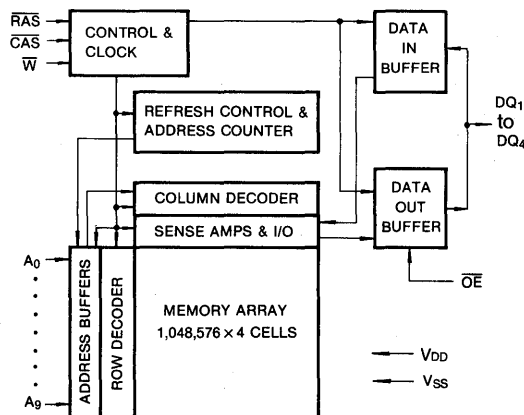 RAS
CAS
W
CONTROL &
CLOCK
DATA
IN
BUFFER
DQ1
to
DQ4
REFRESH CONTROL &
ADDRESS COUNTER
COLUMN DECODER
SENSE AMPS & I/O
DATA
OUT
BUFFER
OE
A0
A9
ADDRESS BUFFERS
ROW DECODER
MEMORY ARRAY
1,048,576 × 4 CELLS
VDD
VSS